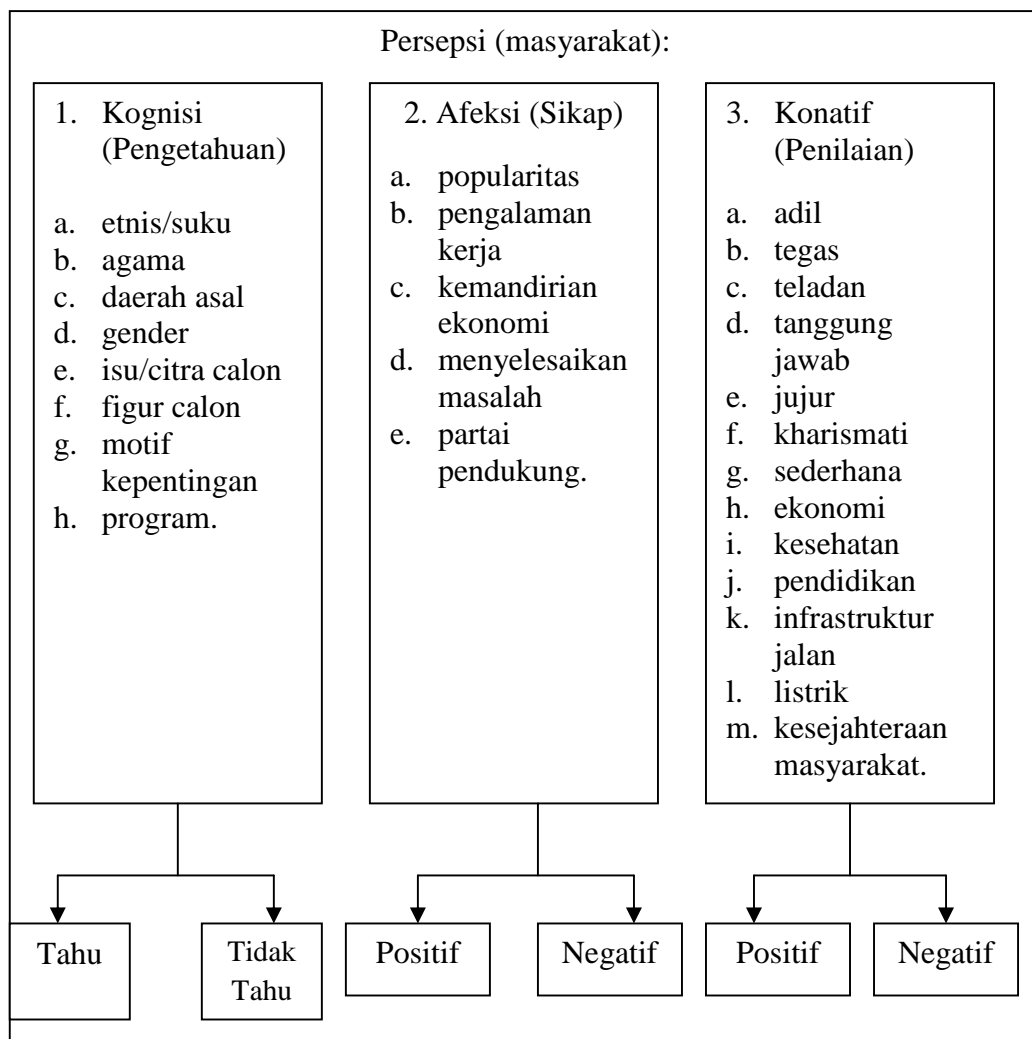 Persepsi (masyarakat):
1. Kognisi
(Pengetahuan)
a. etnis/suku
b. agama
c. daerah asal
d. gender
e. isu/citra calon
f. figur calon
g. motif
kepentingan
h. program.
2. Afeksi (Sikap)
a. popularitas
b. pengalaman
kerja
c. kemandirian
ekonomi
d. menyelesaikan
masalah
e. partai
pendukung.
3. Konatif
(Penilaian)
a. adil
b. tegas
c. teladan
d. tanggung
jawab
e. jujur
f. kharismati
g. sederhana
h. ekonomi
i. kesehatan
j. pendidikan
k. infrastruktur
jalan
l. listrik
m. kesejahteraan
masyarakat.
Tahu
Tidak
Tahu
Positif
Negatif
Positif
Negatif